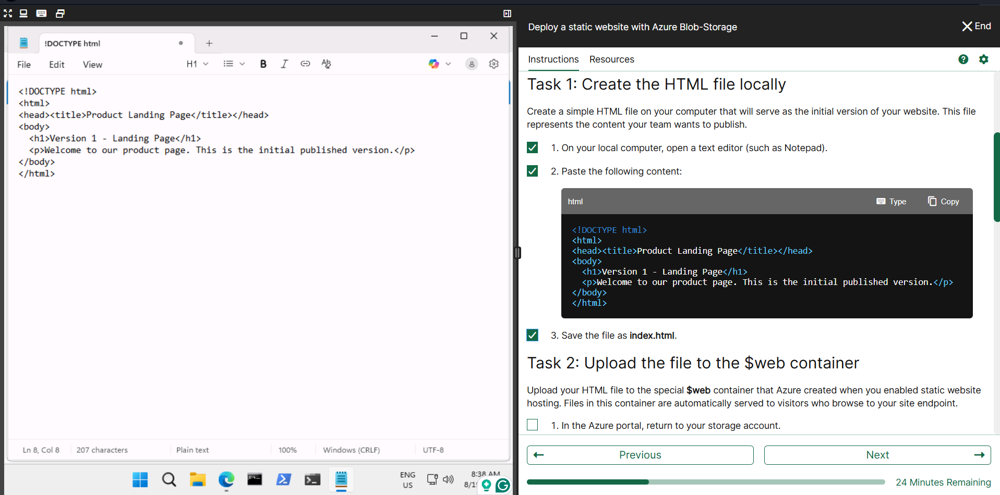 !DOCTYPE html
File Edit View H1 B I
<!DOCTYPE html>
<html>
<head><title>Product Landing Page</title></head>
<body>
  <h1>Version 1 - Landing Page</h1>
  <p>Welcome to our product page. This is the initial published version.</p>
</body>
</html>
Ln 8, Col 8 207 characters Plain text 100% Windows (CRLF) UTF-8
ENG
US
8:38 AM
Deploy a static website with Azure Blob-Storage
End
Instructions Resources
Task 1: Create the HTML file locally
Create a simple HTML file on your computer that will serve as the initial version of your website. This file
represents the content your team wants to publish.
1. On your local computer, open a text editor (such as Notepad).
2. Paste the following content:
html Type Copy
<!DOCTYPE html>
<html>
<head><title>Product Landing Page</title></head>
<body>
  <h1>Version 1 - Landing Page</h1>
  <p>Welcome to our product page. This is the initial published version.</p>
</body>
</html>
3. Save the file as index.html.
Task 2: Upload the file to the $web container
Upload your HTML file to the special $web container that Azure created when you enabled static website
hosting. Files in this container are automatically served to visitors who browse to your site endpoint.
1. In the Azure portal, return to your storage account.
Previous Next
24 Minutes Remaining